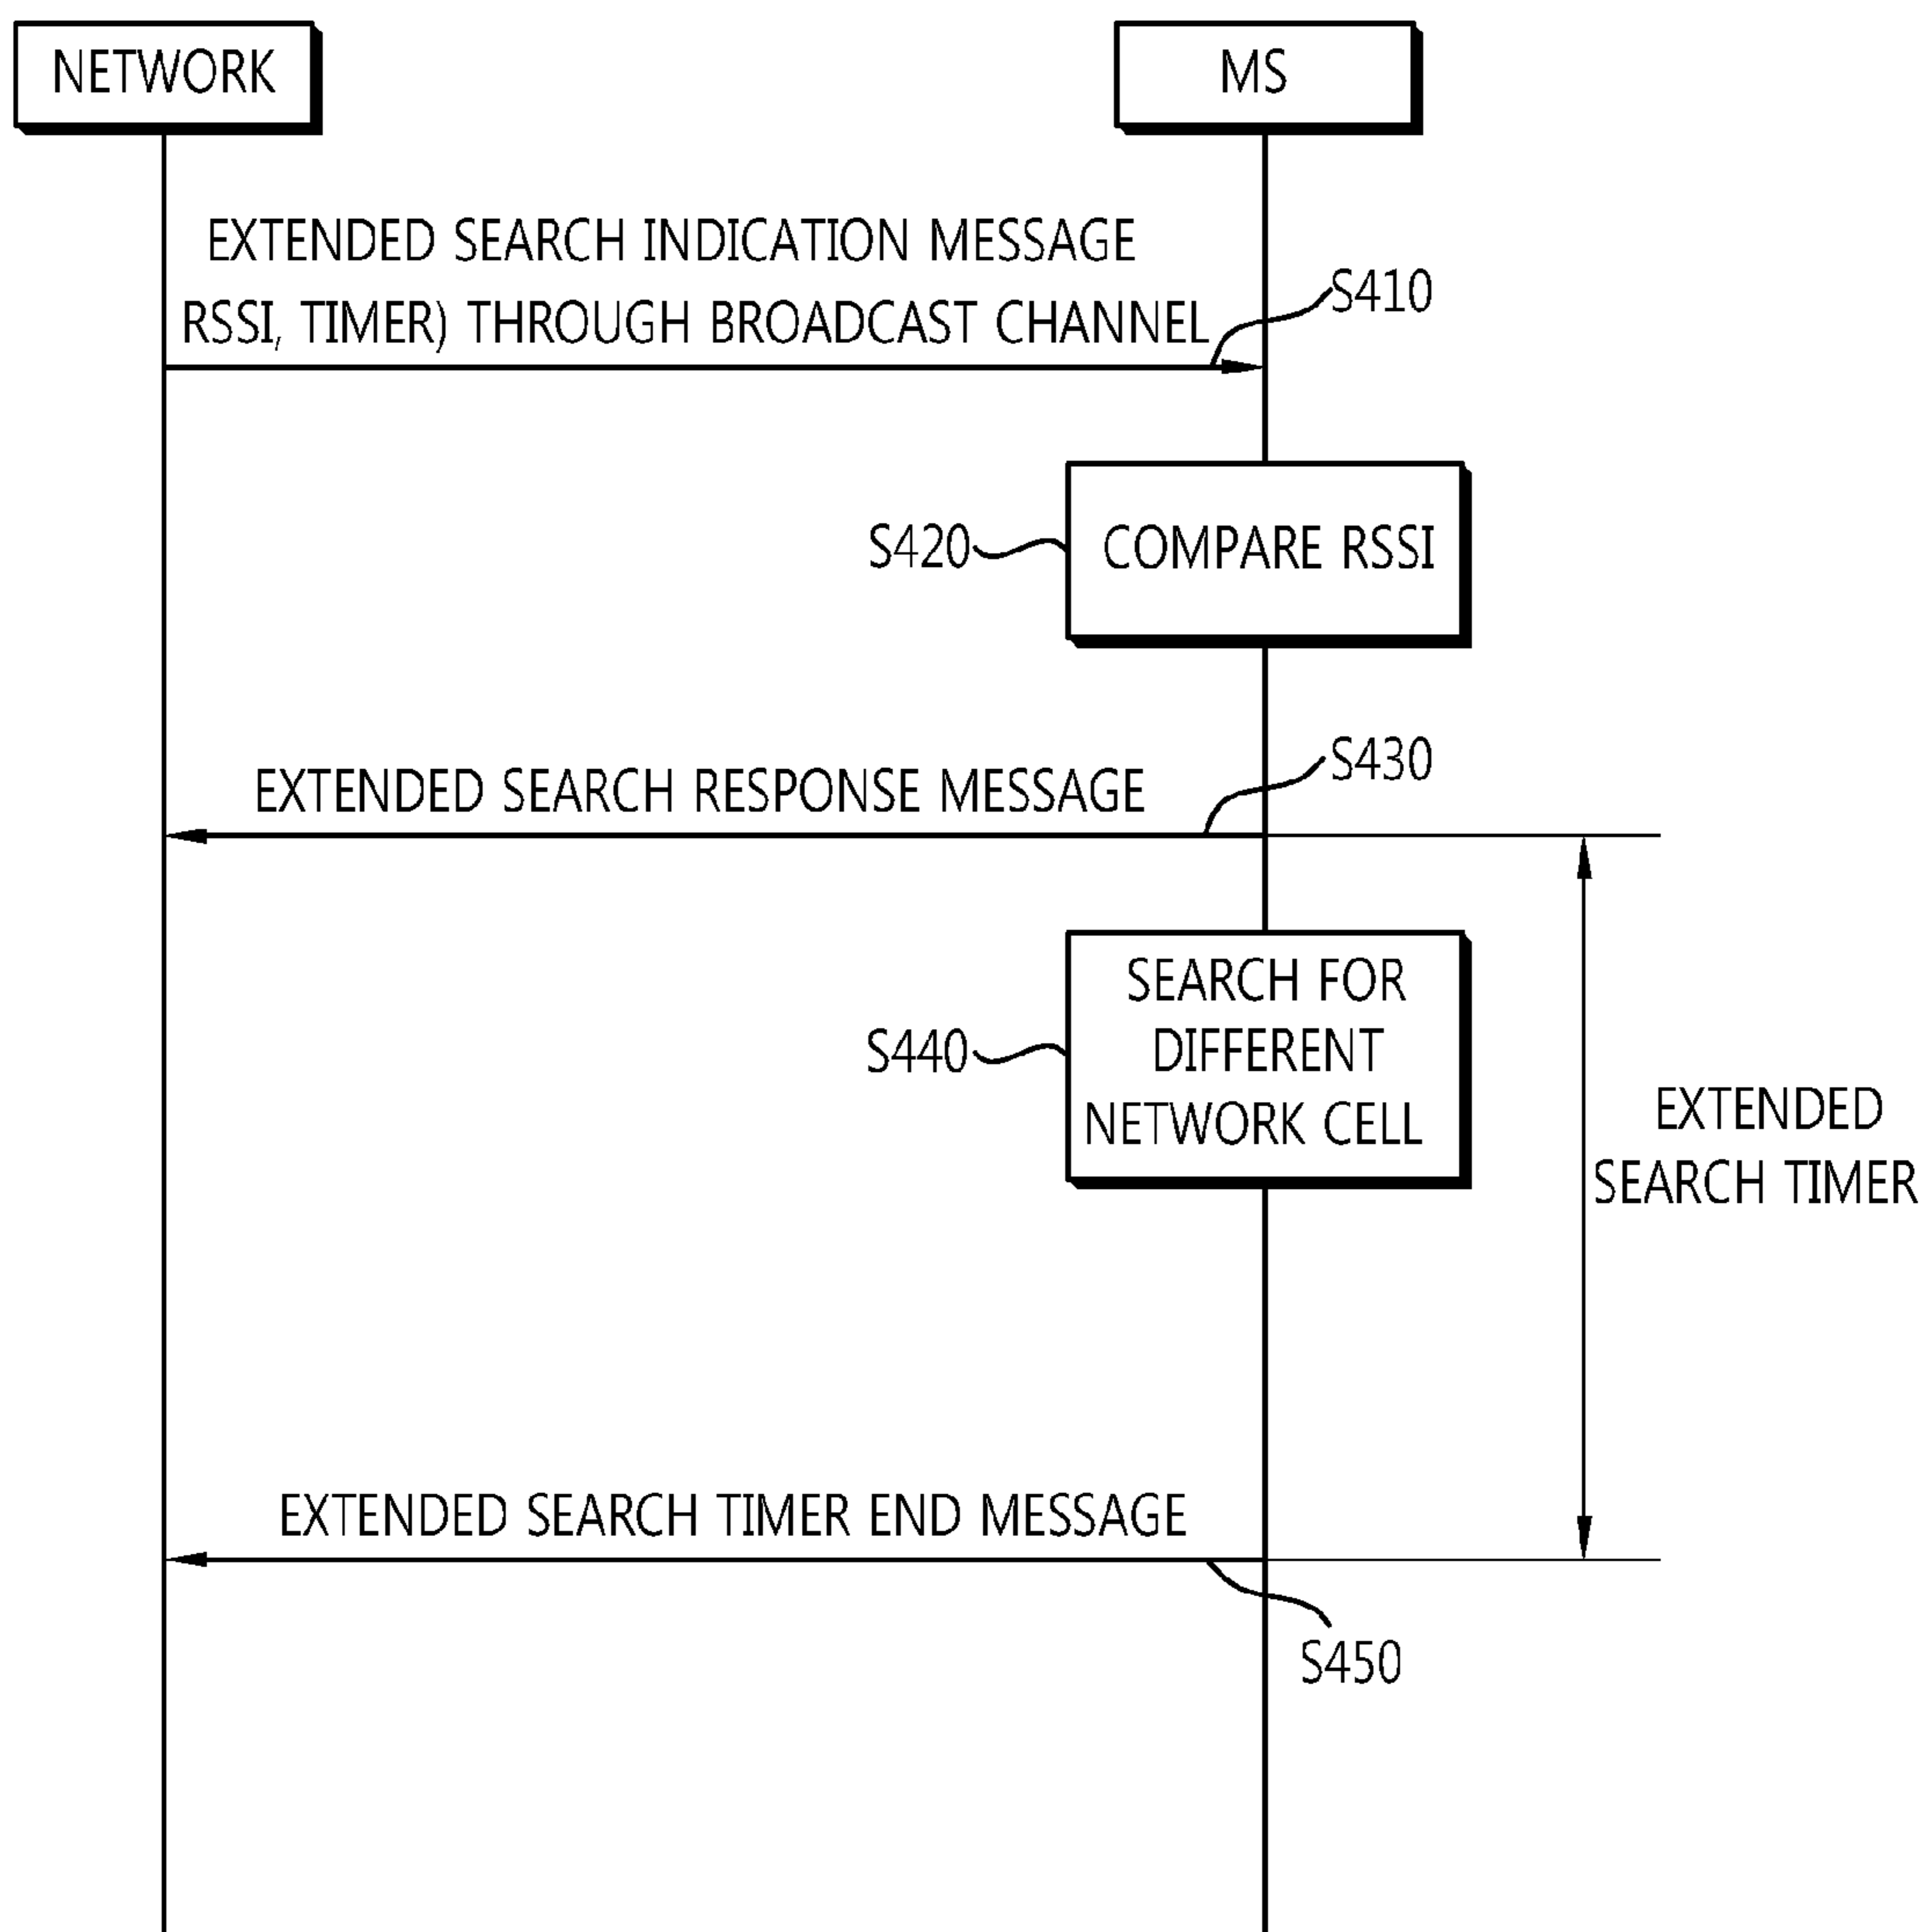 NETWORK
MS
EXTENDED SEARCH INDICATION MESSAGE
RSSI, TIMER) THROUGH BROADCAST CHANNEL
S410
S420
COMPARE RSSI
EXTENDED SEARCH RESPONSE MESSAGE
S430
S440
SEARCH FOR
DIFFERENT
NETWORK CELL
EXTENDED
SEARCH TIMER
EXTENDED SEARCH TIMER END MESSAGE
S450